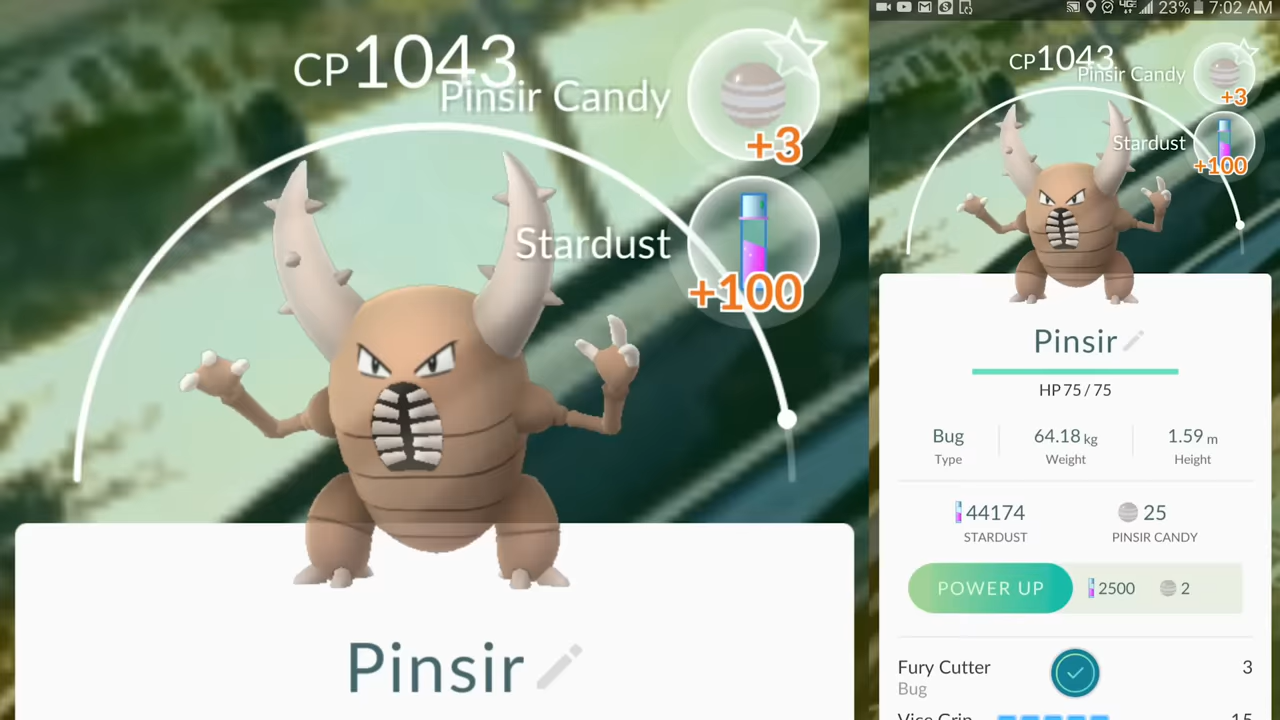 CP1043
Pinsir Candy
+3
Stardust
+100
Pinsir
23% 7:02 AM
CP1043
Pinsir Candy
+3
Stardust
+100
Pinsir
HP 75 / 75
Bug 64.18 kg 1.59 m
Type Weight Height
44174 25
STARDUST PINSIR CANDY
POWER UP 2500 2
Fury Cutter 3
Bug
Vice Grip 15